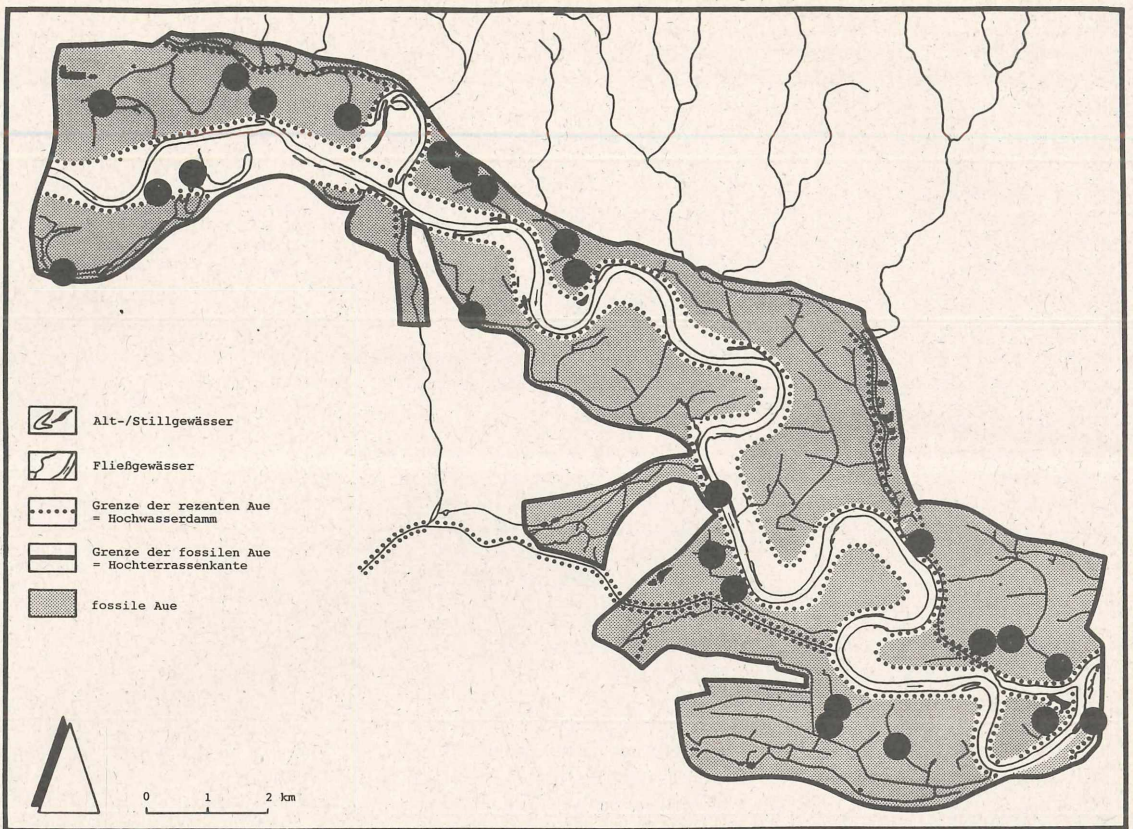 Alt-/Stillgewässer
Fließgewässer
Grenze der rezenten Aue
= Hochwasserdamm
Grenze der fossilen Aue
= Hochterrassenkante
fossile Aue
0 1 2 km